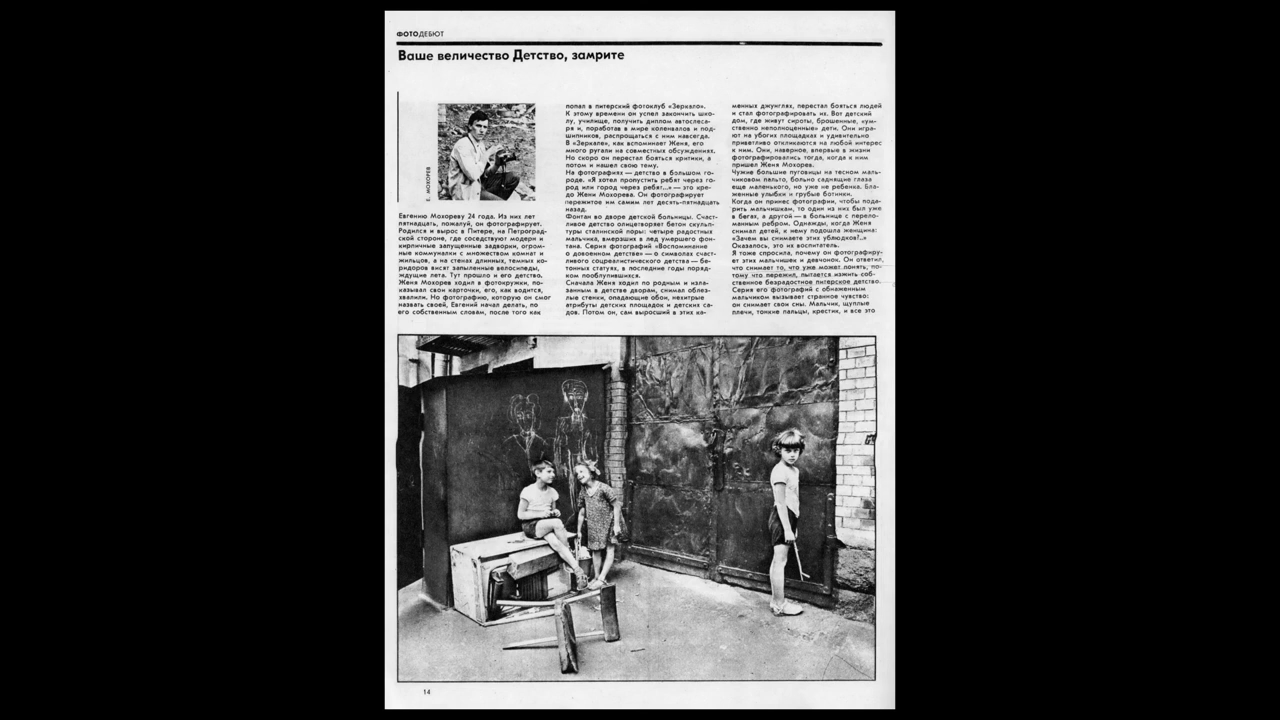 ФОТОДЕБЮТ
Ваше величество Детство, замрите
Е. МОХОРЕВ
Евгению Мохореву 24 года. Из них лет
пятнадцать, пожалуй, он фотографирует.
Родился и вырос в Питере, на Петроград-
ской стороне, где соседствуют модерн и
кирпичные запущенные задворки, огром-
ные коммуналки с множеством комнат и
жильцов, а на стенах длинных, темных ко-
ридоров висят запыленные велосипеды,
ждущие лета. Тут прошло и его детство.
Женя Мохорев ходил в фотокружки, по-
казывал свои карточки, его, как водится,
хвалили. Но фотографию, которую он смог
назвать своей, Евгений начал делать, по
его собственным словам, после того как
попал в питерский фотоклуб «Зеркало».
К этому времени он успел закончить шко-
лу, училище, получить диплом автослеса-
ря и, поработав в мире коленвалов и под-
шипников, распрощаться с ним навсегда.
В «Зеркале», как вспоминает Женя, его
много ругали на совместных обсуждениях.
Но скоро он перестал бояться критики, а
потом и нашел свою тему.
На фотографиях — детство в большом го-
роде. «Я хотел пропустить ребят через го-
род или город через ребят...» — это кре-
до Жени Мохорева. Он фотографирует
пережитое им самим лет десять-пятнадцать
назад.
Фонтан во дворе детской больницы. Счаст-
ливое детство олицетворяет бетон скульп-
туры сталинской поры: четыре радостных
мальчика, вмерзших в лед умершего фон-
тана. Серия фотографий «Воспоминание
о довоенном детстве» — о символах счаст-
ливого соцреалистического детства — бе-
тонных статуях, в последние годы поряд-
ком пооблупившихся.
Сначала Женя ходил по родным и изла-
занным в детстве дворам, снимал облез-
лые стенки, опадающие обои, нехитрые
атрибуты детских площадок и детских са-
дов. Потом он, сам выросший в этих ка-
менных джунглях, перестал бояться людей
и стал фотографировать их. Вот детский
дом, где живут сироты, брошенные, «ум-
ственно неполноценные» дети. Они игра-
ют на убогих площадках и удивительно
приветливо откликаются на любой интерес
к ним. Они, наверное, впервые в жизни
фотографировались тогда, когда к ним
пришел Женя Мохорев.
Чужие большие пуговицы на тесном маль-
чиковом пальто, больно саднящие глаза
еще маленького, но уже не ребенка. Бла-
женные улыбки и грубые ботинки.
Когда он принес фотографии, чтобы пода-
рить мальчишкам, то один из них был уже
в бегах, а другой — в больнице с перело-
манным ребром. Однажды, когда Женя
снимал детей, к нему подошла женщина:
«Зачем вы снимаете этих ублюдков?..»
Оказалось, это их воспитатель.
Я тоже спросила, почему он фотографиру-
ет этих мальчишек и девчонок. Он ответил,
что снимает то, что уже может понять, по-
тому что пережил, пытается изжить соб-
ственное безрадостное питерское детство.
Серия его фотографий с обнаженным
мальчиком вызывает странное чувство:
он снимает свои сны. Мальчик, щуплые
плечи, тонкие пальцы, крестик, и все это
14